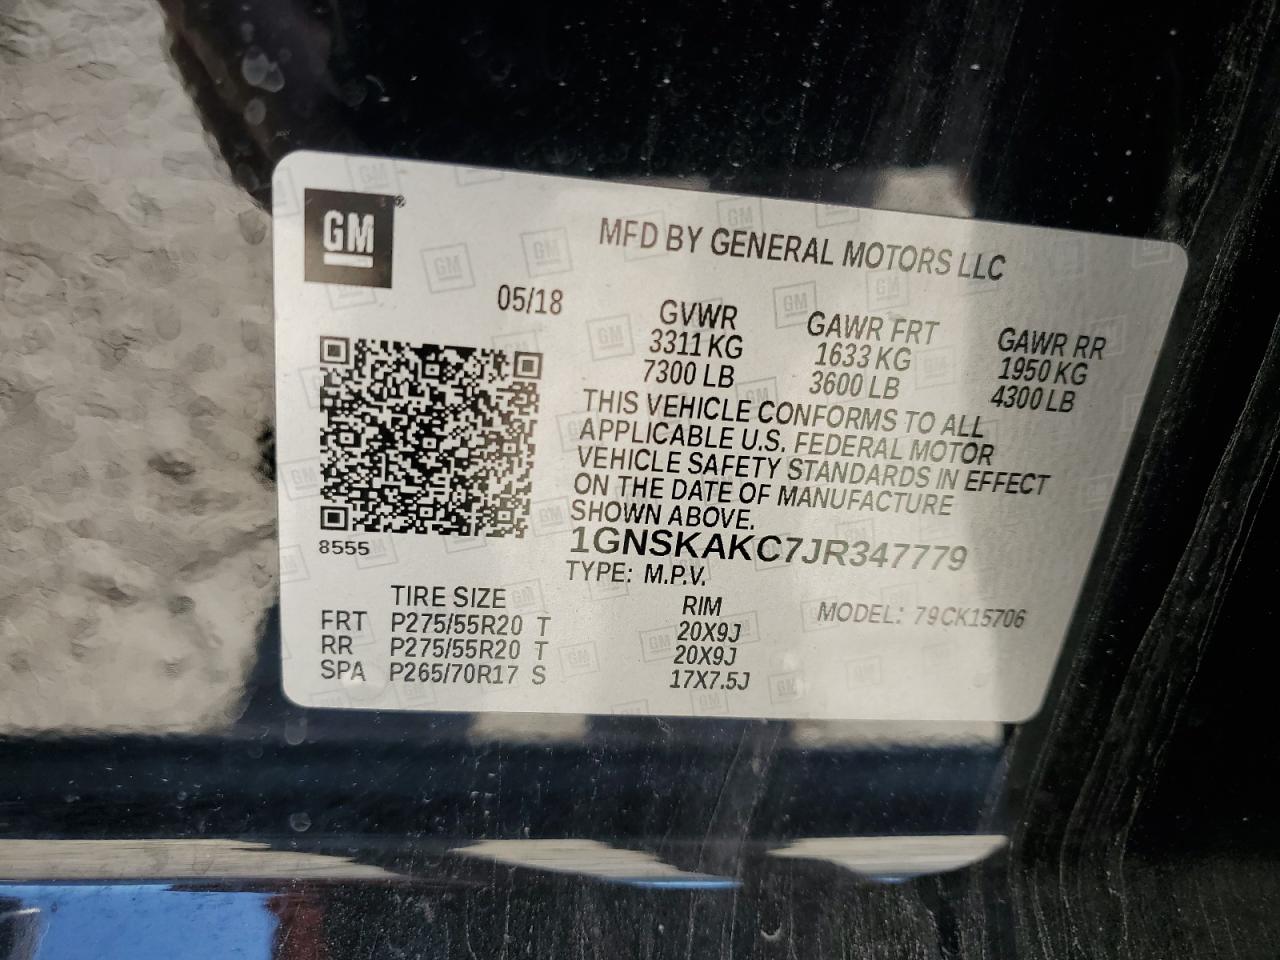 GM®
MFD BY GENERAL MOTORS LLC
05/18
GVWR GAWR FRT GAWR RR
3311 KG 1633 KG 1950 KG
7300 LB 3600 LB 4300 LB
THIS VEHICLE CONFORMS TO ALL
APPLICABLE U.S. FEDERAL MOTOR
VEHICLE SAFETY STANDARDS IN EFFECT
ON THE DATE OF MANUFACTURE
SHOWN ABOVE.
8555
1GNSKAKC7JR347779
TYPE: M.P.V.
TIRE SIZE RIM MODEL: 79CK15706
FRT P275/55R20 T 20X9J
RR P275/55R20 T 20X9J
SPA P265/70R17 S 17X7.5J